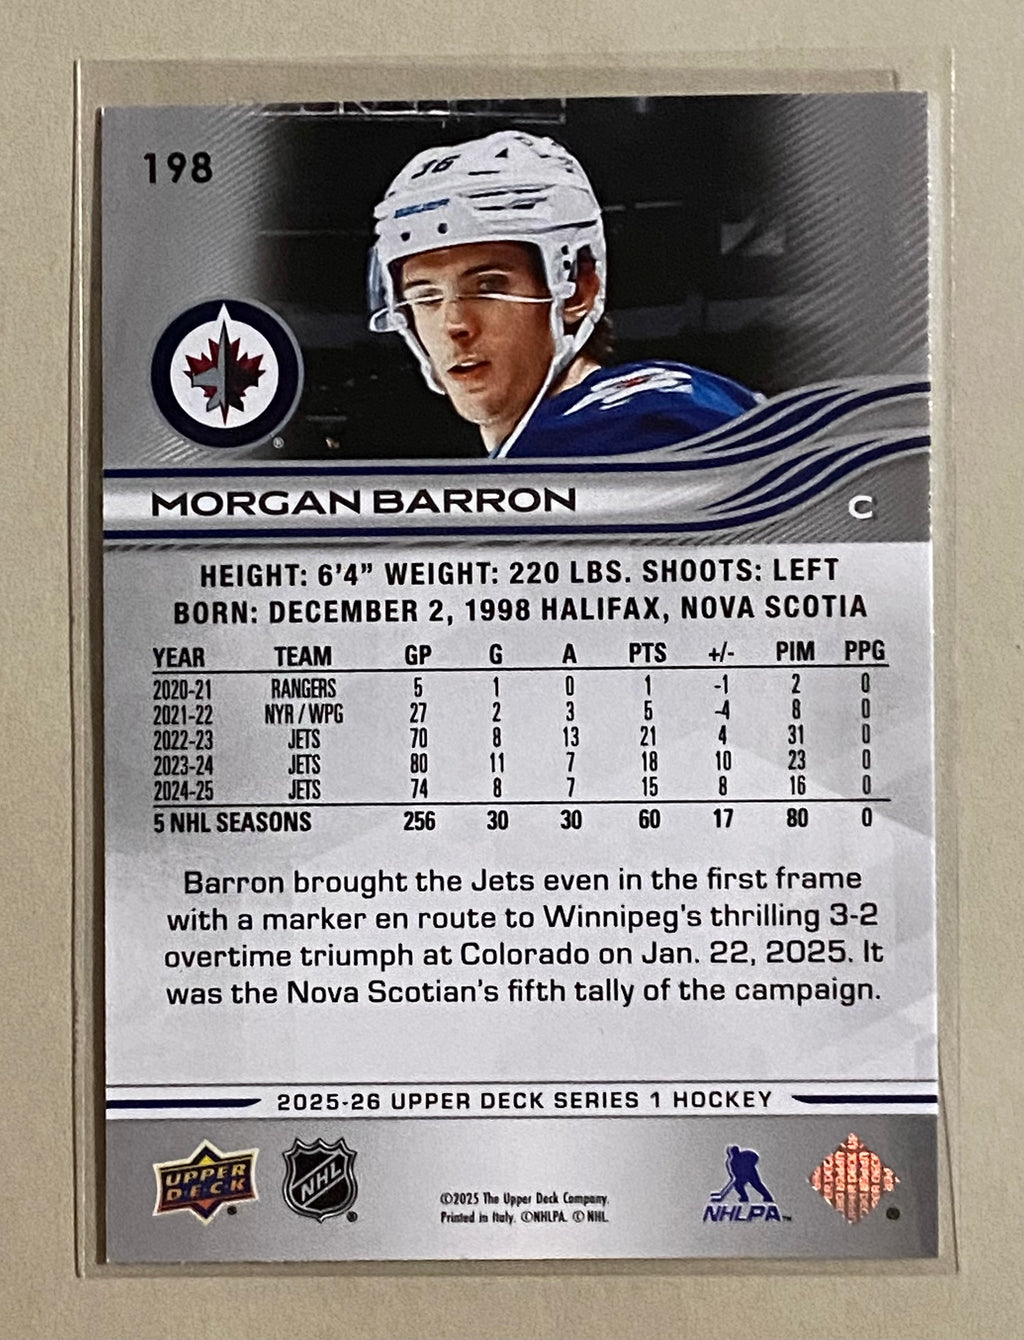 198
36
MORGAN BARRON
C
HEIGHT: 6'4" WEIGHT: 220 LBS. SHOOTS: LEFT
BORN: DECEMBER 2, 1998 HALIFAX, NOVA SCOTIA
YEAR TEAM GP G A PTS +/- PIM PPG
2020-21 RANGERS 5 1 0 1 -1 2 0
2021-22 NYR / WPG 27 2 3 5 -4 8 0
2022-23 JETS 70 8 13 21 4 31 0
2023-24 JETS 80 11 7 18 10 23 0
2024-25 JETS 74 8 7 15 8 16 0
5 NHL SEASONS 256 30 30 60 17 80 0
Barron brought the Jets even in the first frame
with a marker en route to Winnipeg's thrilling 3-2
overtime triumph at Colorado on Jan. 22, 2025. It
was the Nova Scotian's fifth tally of the campaign.
2025-26 UPPER DECK SERIES 1 HOCKEY
UPPER
DECK
NHL
©2025 The Upper Deck Company.
Printed in Italy. ©NHLPA. © NHL.
NHLPA™